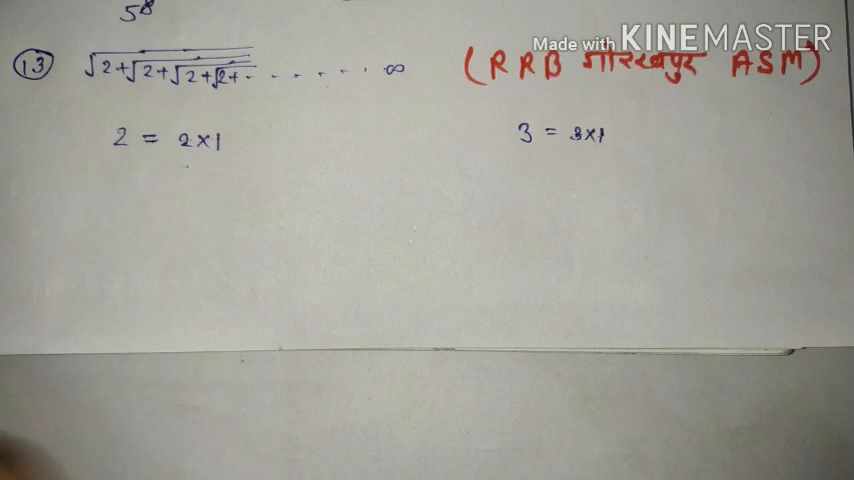 5⁸
Made with KINEMASTER
(13) √2+√2+√2+√2+ . . . . . . . ∞ (RRB गोरखपुर ASM)
2 = 2×1 3 = 3×1